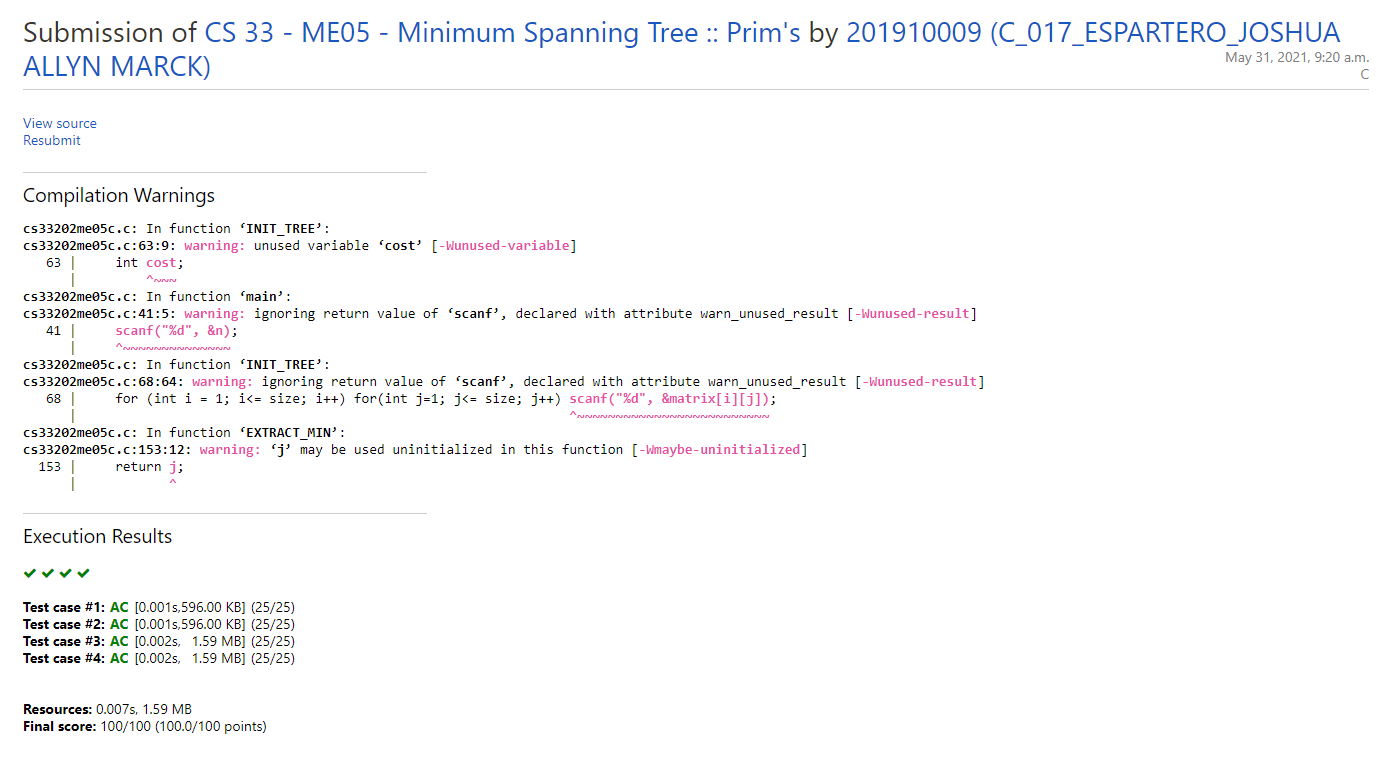 Submission of CS 33 - ME05 - Minimum Spanning Tree :: Prim's by 201910009 (C_017_ESPARTERO_JOSHUA
ALLYN MARCK)
May 31, 2021, 9:20 a.m.
C
View source
Resubmit
Compilation Warnings
cs33202me05c.c: In function ‘INIT_TREE’:
cs33202me05c.c:63:9: warning: unused variable ‘cost’ [-Wunused-variable]
   63 |     int cost;
      |         ^~~~
cs33202me05c.c: In function ‘main’:
cs33202me05c.c:41:5: warning: ignoring return value of ‘scanf’, declared with attribute warn_unused_result [-Wunused-result]
   41 |     scanf("%d", &n);
      |     ^~~~~~~~~~~~~~~
cs33202me05c.c: In function ‘INIT_TREE’:
cs33202me05c.c:68:64: warning: ignoring return value of ‘scanf’, declared with attribute warn_unused_result [-Wunused-result]
   68 |     for (int i = 1; i<= size; i++) for(int j=1; j<= size; j++) scanf("%d", &matrix[i][j]);
      |                                                                ^~~~~~~~~~~~~~~~~~~~~~~~~~
cs33202me05c.c: In function ‘EXTRACT_MIN’:
cs33202me05c.c:153:12: warning: ‘j’ may be used uninitialized in this function [-Wmaybe-uninitialized]
  153 |     return j;
      |            ^
Execution Results
✔ ✔ ✔ ✔
Test case #1: AC [0.001s,596.00 KB] (25/25)
Test case #2: AC [0.001s,596.00 KB] (25/25)
Test case #3: AC [0.002s, 1.59 MB] (25/25)
Test case #4: AC [0.002s, 1.59 MB] (25/25)
Resources: 0.007s, 1.59 MB
Final score: 100/100 (100.0/100 points)